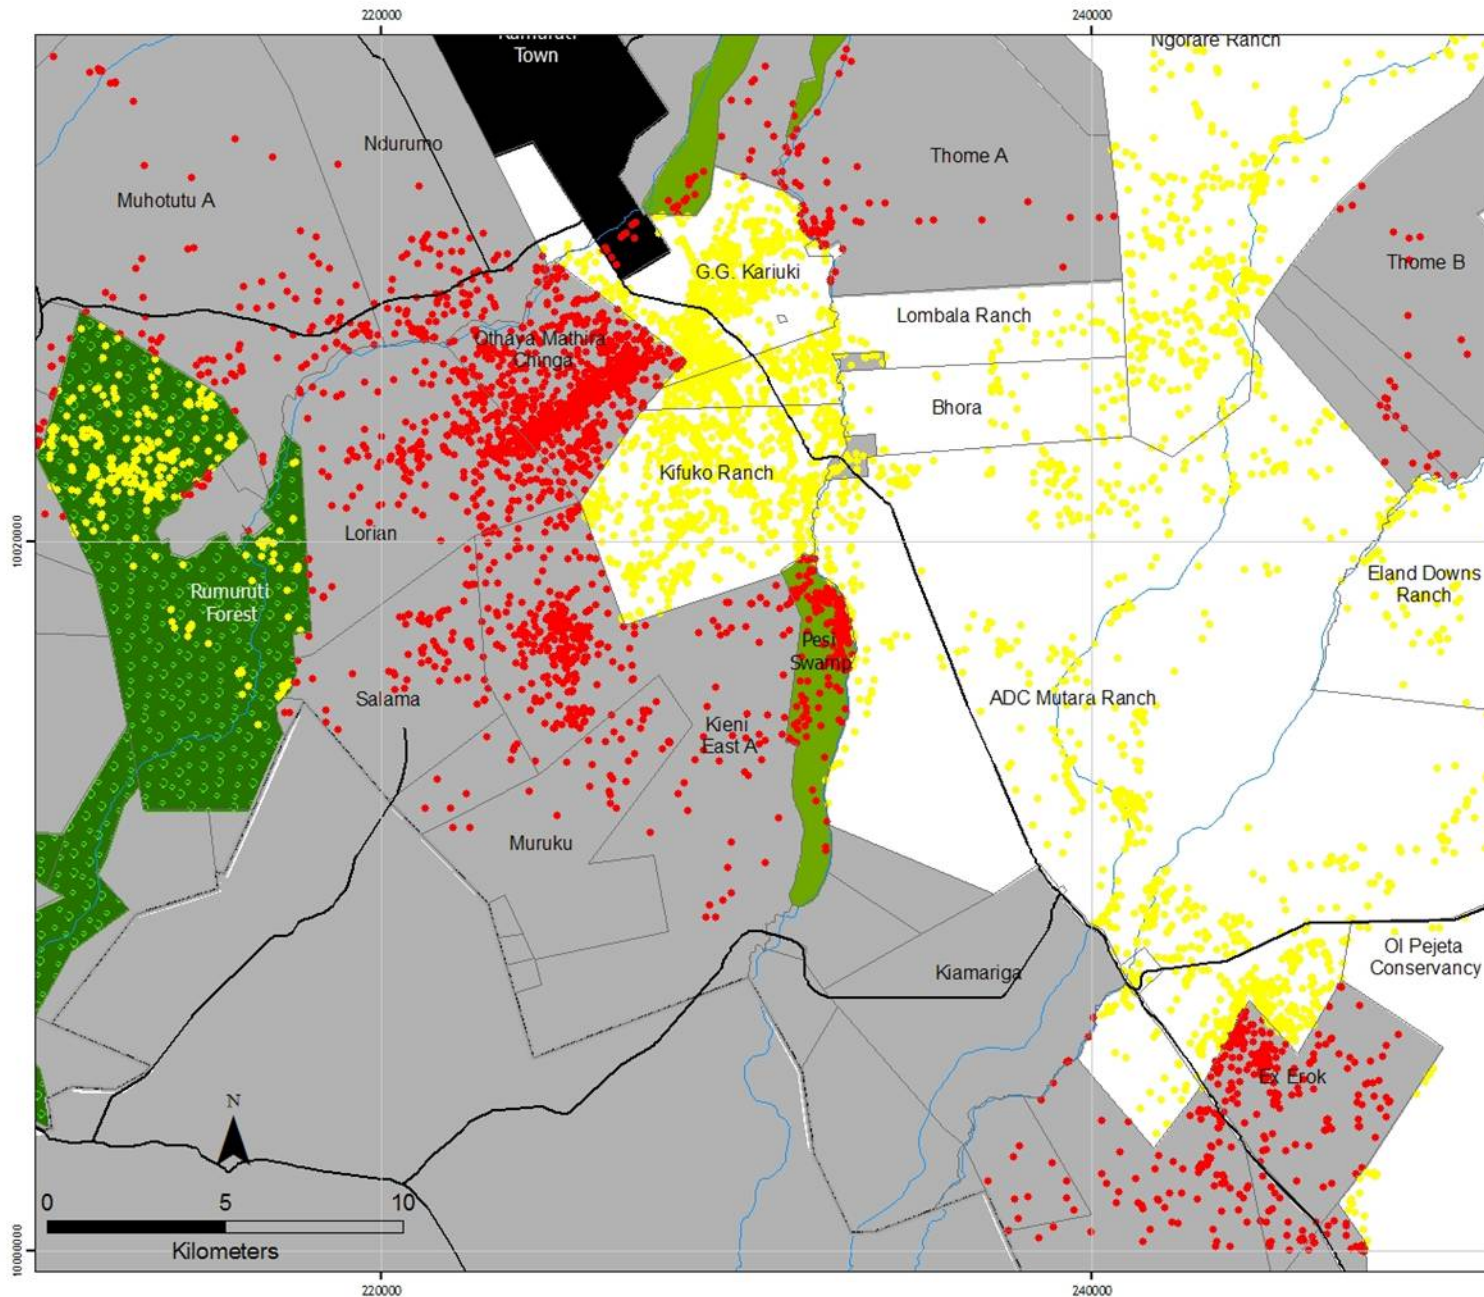 220000
240000
Rumuruti
Town
Ngorare Ranch
Ndurumo
Thome A
Muhotutu A
G.G. Kariuki
Thome B
Lombala Ranch
Othaya Mathira
Chinga
Bhora
Kifuko Ranch
Lorian
10020000
Rumuruti
Forest
Eland Downs
Ranch
Pesi
Swamp
Salama
ADC Mutara Ranch
Kieni
East A
Muruku
Ol Pejeta
Conservancy
Kiamariga
Ex Erok
N
0 5 10
Kilometers
10000000
220000
240000